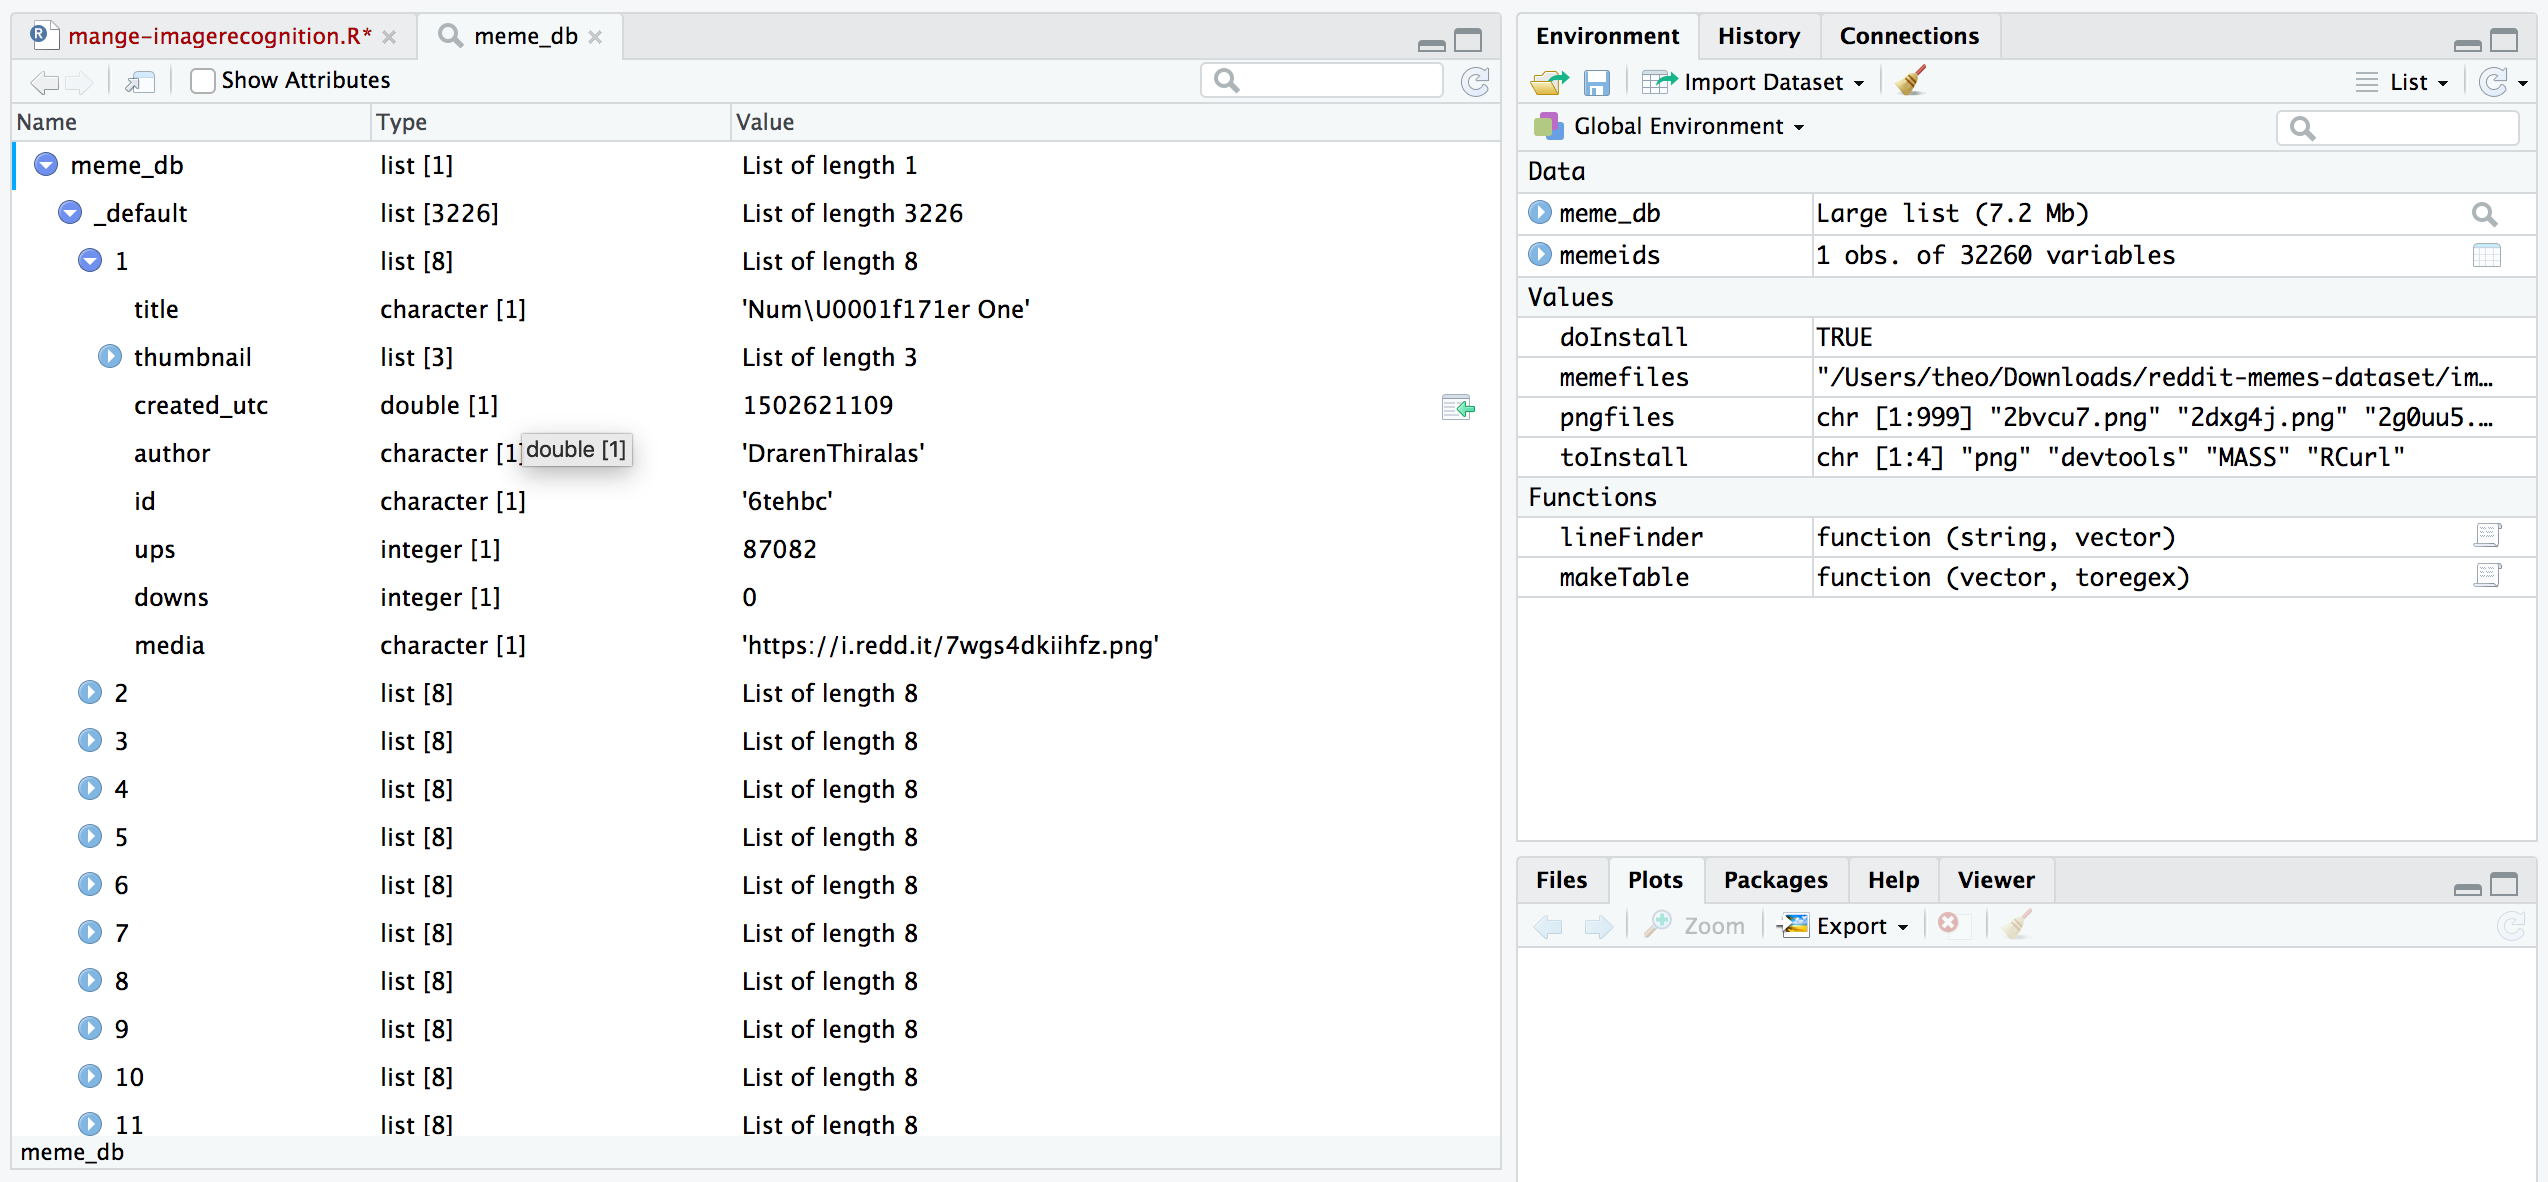 mange-imagerecognition.R*
meme_db
Show Attributes
Name Type Value
meme_db list [1] List of length 1
_default list [3226] List of length 3226
1 list [8] List of length 8
title character [1] 'Num\U0001f171er One'
thumbnail list [3] List of length 3
created_utc double [1] 1502621109
author character [1] 'DrarenThiralas'
double [1]
id character [1] '6tehbc'
ups integer [1] 87082
downs integer [1] 0
media character [1] 'https://i.redd.it/7wgs4dkiihfz.png'
2 list [8] List of length 8
3 list [8] List of length 8
4 list [8] List of length 8
5 list [8] List of length 8
6 list [8] List of length 8
7 list [8] List of length 8
8 list [8] List of length 8
9 list [8] List of length 8
10 list [8] List of length 8
11 list [8] List of length 8
meme_db
Environment History Connections
Import Dataset List
Global Environment
Data
meme_db Large list (7.2 Mb)
memeids 1 obs. of 32260 variables
Values
doInstall TRUE
memefiles "/Users/theo/Downloads/reddit-memes-dataset/im…
pngfiles chr [1:999] "2bvcu7.png" "2dxg4j.png" "2g0uu5.…
toInstall chr [1:4] "png" "devtools" "MASS" "RCurl"
Functions
lineFinder function (string, vector)
makeTable function (vector, toregex)
Files Plots Packages Help Viewer
Zoom Export